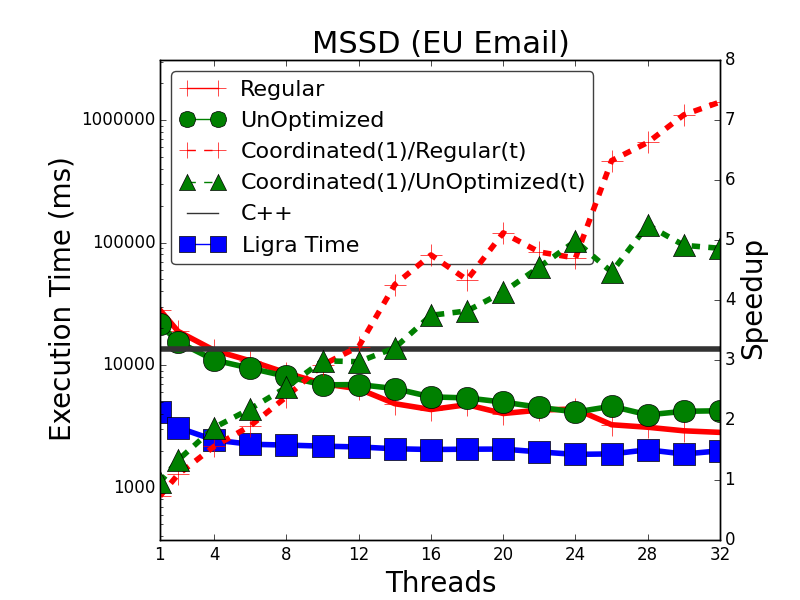 MSSD (EU Email)
Regular
UnOptimized
Coordinated(1)/Regular(t)
Coordinated(1)/UnOptimized(t)
C++
Ligra Time
Execution Time (ms)
1000000
100000
10000
1000
8
7
6
5
4
3
2
1
0
Speedup
1 4 8 12 16 20 24 28 32
Threads